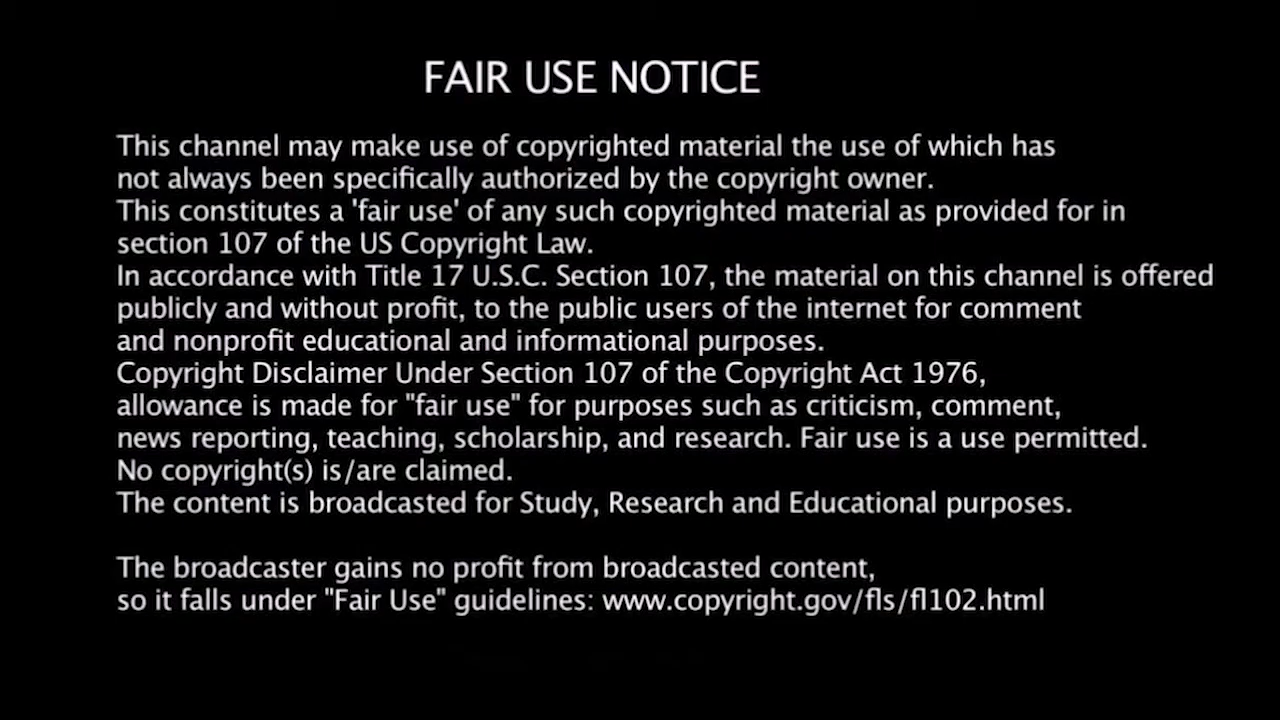 FAIR USE NOTICE
This channel may make use of copyrighted material the use of which has
not always been specifically authorized by the copyright owner.
This constitutes a 'fair use' of any such copyrighted material as provided for in
section 107 of the US Copyright Law.
In accordance with Title 17 U.S.C. Section 107, the material on this channel is offered
publicly and without profit, to the public users of the internet for comment
and nonprofit educational and informational purposes.
Copyright Disclaimer Under Section 107 of the Copyright Act 1976,
allowance is made for "fair use" for purposes such as criticism, comment,
news reporting, teaching, scholarship, and research. Fair use is a use permitted.
No copyright(s) is/are claimed.
The content is broadcasted for Study, Research and Educational purposes.
The broadcaster gains no profit from broadcasted content,
so it falls under "Fair Use" guidelines: www.copyright.gov/fls/fl102.html